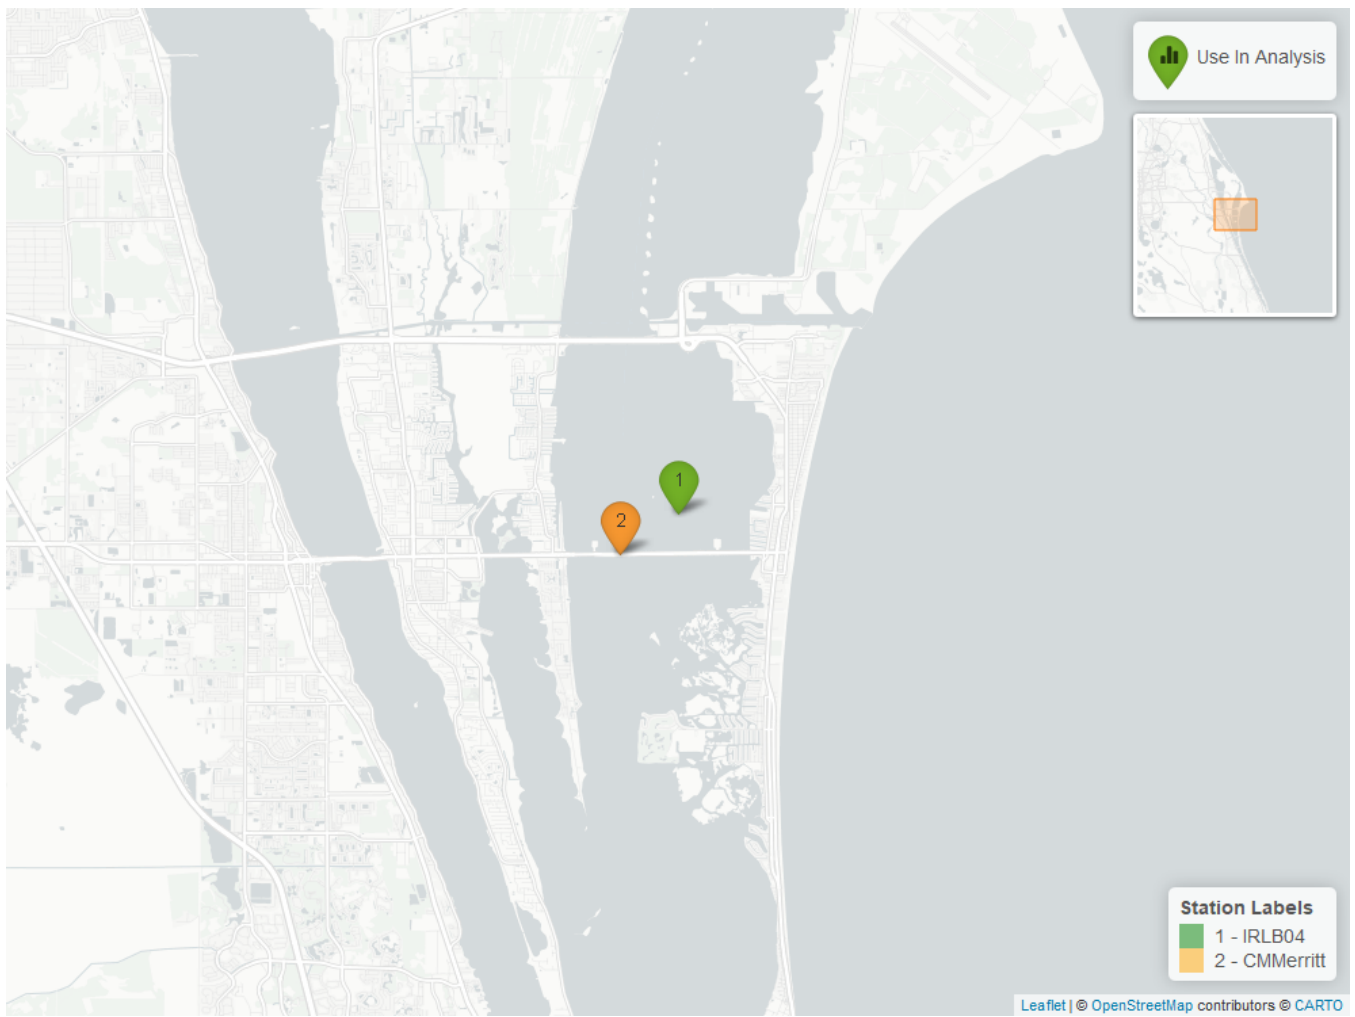 Use In Analysis
1
2
Station Labels
1 - IRLB04
2 - CMMerritt
Leaflet | © OpenStreetMap contributors © CARTO